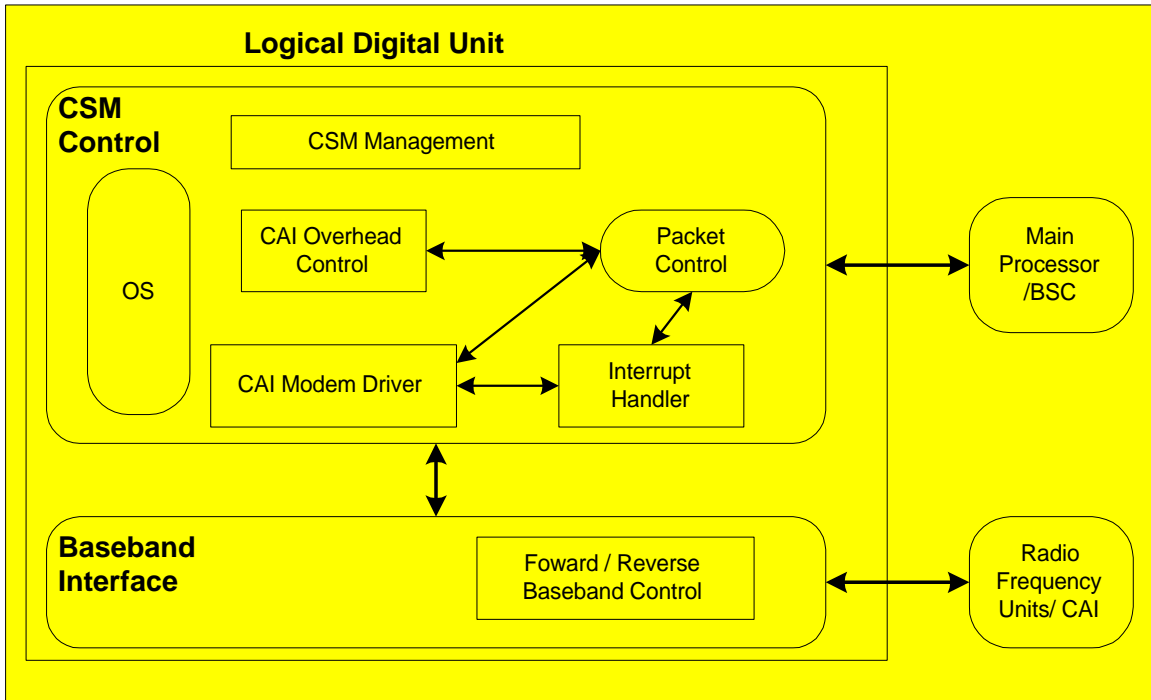 Logical Digital Unit
CSM
Control
CSM Management
OS
CAI Overhead
Control
Packet
Control
CAI Modem Driver
Interrupt
Handler
Main
Processor
/BSC
Baseband
Interface
Foward / Reverse
Baseband Control
Radio
Frequency
Units/ CAI